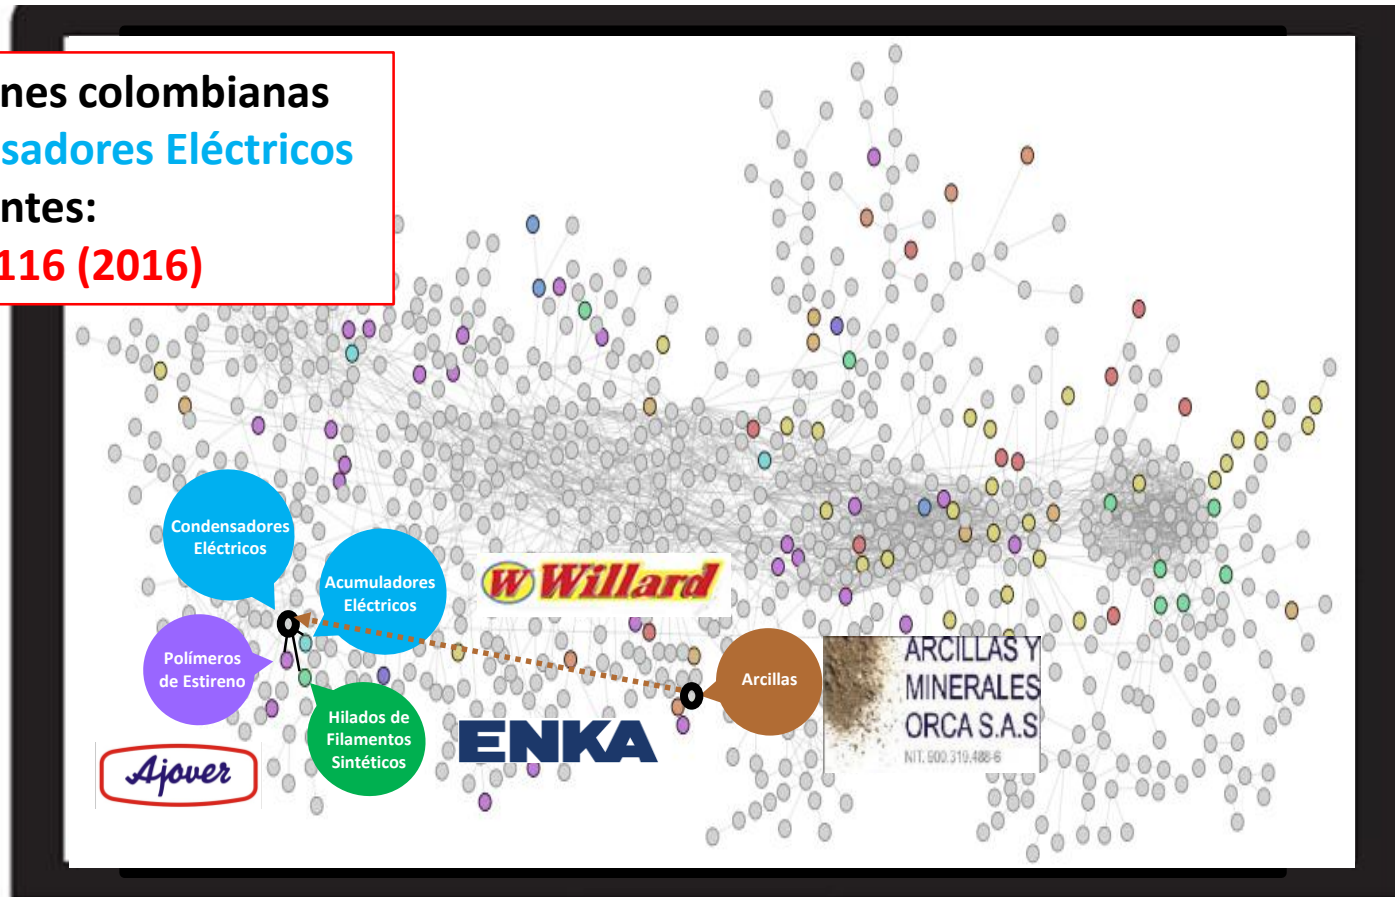 nes colombianas
sadores Eléctricos
ntes:
116 (2016)
Condensadores
Eléctricos
Acumuladores
Eléctricos
W Willard
Polímeros
de Estireno
Arcillas
ARCILLAS Y
MINERALES
ORCA S.A.S
NIT. 900.319.488-6
Hilados de
Filamentos
Sintéticos
ENKA
Ajover